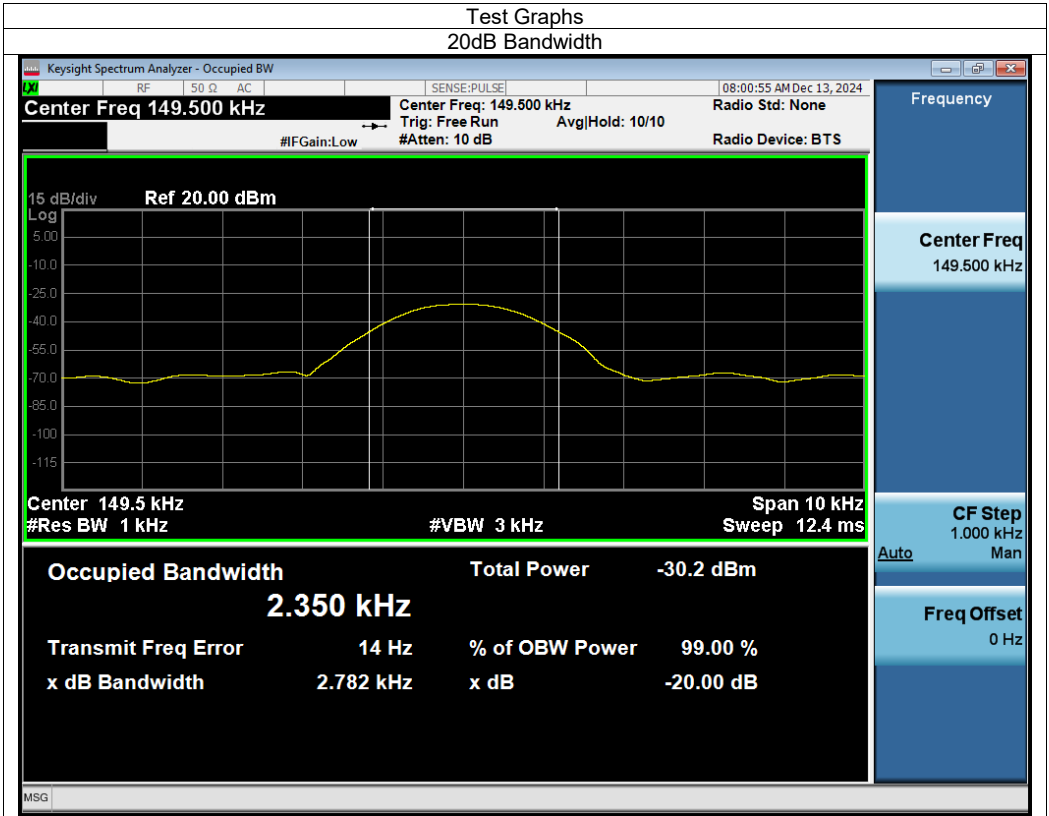 Test Graphs
20dB Bandwidth
Keysight Spectrum Analyzer - Occupied BW
LXI RF 50 Ω AC SENSE:PULSE 08:00:55 AM Dec 13, 2024
Center Freq 149.500 kHz Center Freq: 149.500 kHz Radio Std: None
Trig: Free Run Avg|Hold: 10/10
#IFGain:Low #Atten: 10 dB Radio Device: BTS
Frequency
15 dB/div Ref 20.00 dBm
Log
5.00
-10.0
-25.0
-40.0
-55.0
-70.0
-85.0
-100
-115
Center 149.5 kHz Span 10 kHz
#Res BW 1 kHz #VBW 3 kHz Sweep 12.4 ms
Occupied Bandwidth Total Power -30.2 dBm
2.350 kHz
Transmit Freq Error 14 Hz % of OBW Power 99.00 %
x dB Bandwidth 2.782 kHz x dB -20.00 dB
Center Freq
149.500 kHz
CF Step
1.000 kHz
Auto Man
Freq Offset
0 Hz
MSG